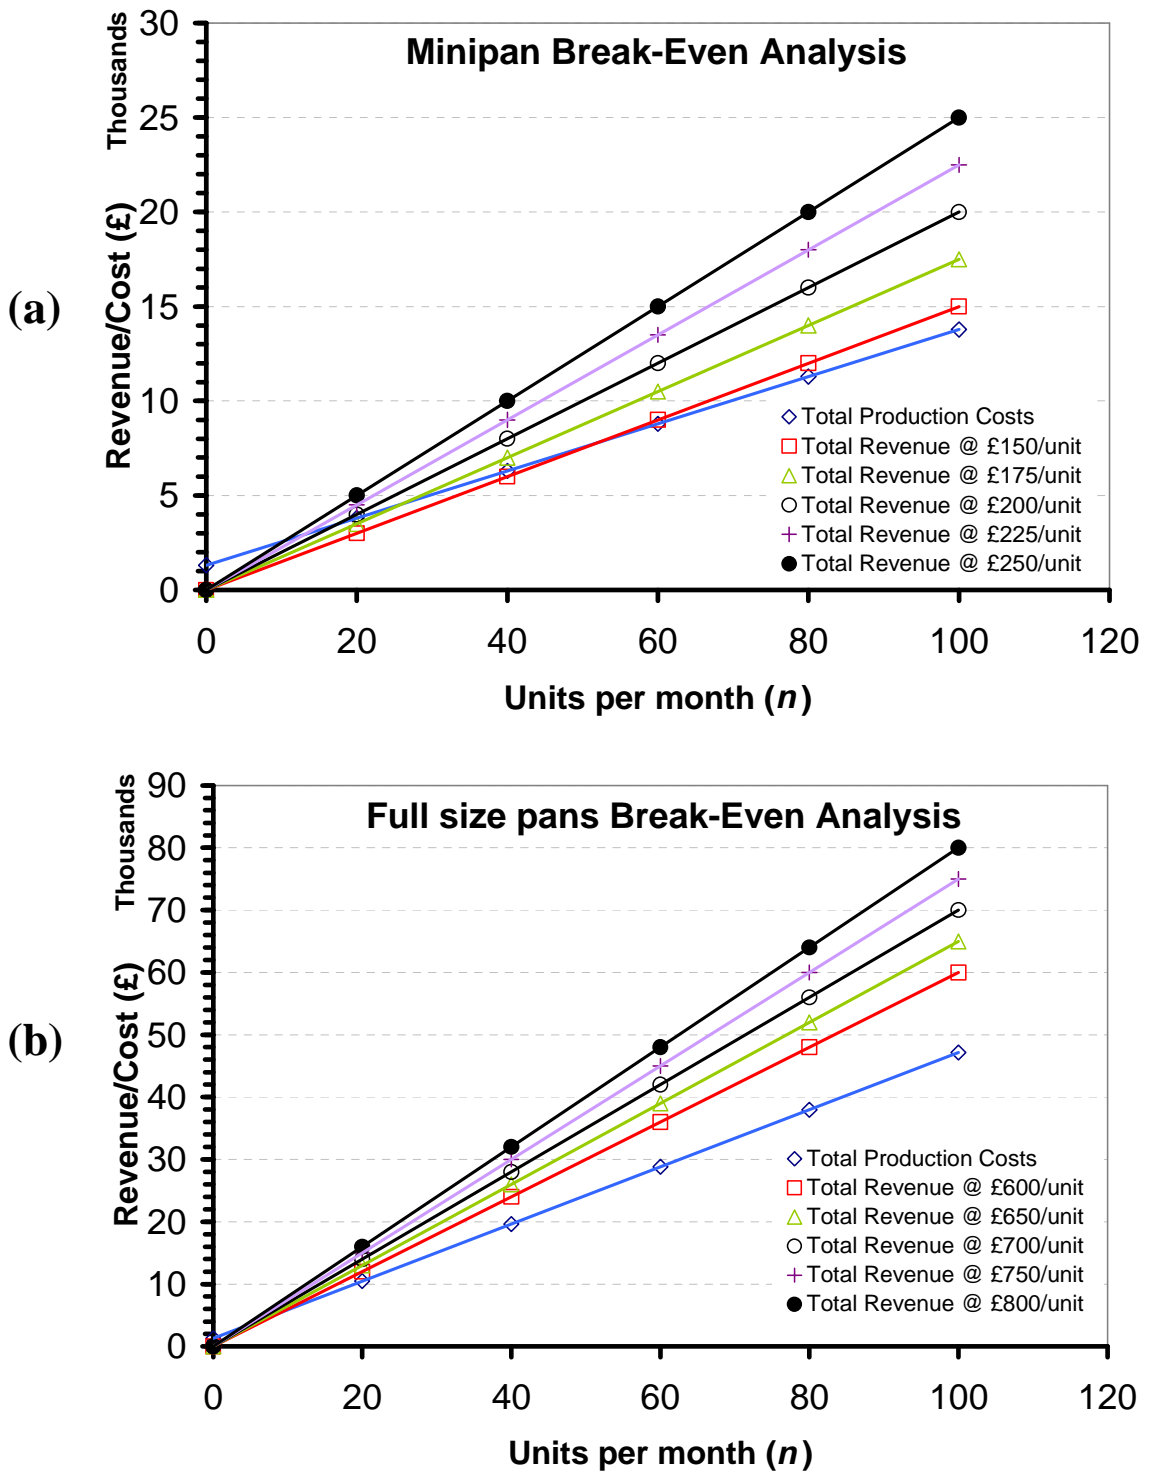 (a)
Minipan Break-Even Analysis
Thousands
Revenue/Cost (£)
30
25
20
15
10
5
0
Total Production Costs
Total Revenue @ £150/unit
Total Revenue @ £175/unit
Total Revenue @ £200/unit
Total Revenue @ £225/unit
Total Revenue @ £250/unit
0 20 40 60 80 100 120
Units per month (n)
(b)
Full size pans Break-Even Analysis
Thousands
Revenue/Cost (£)
90
80
70
60
50
40
30
20
10
0
Total Production Costs
Total Revenue @ £600/unit
Total Revenue @ £650/unit
Total Revenue @ £700/unit
Total Revenue @ £750/unit
Total Revenue @ £800/unit
0 20 40 60 80 100 120
Units per month (n)